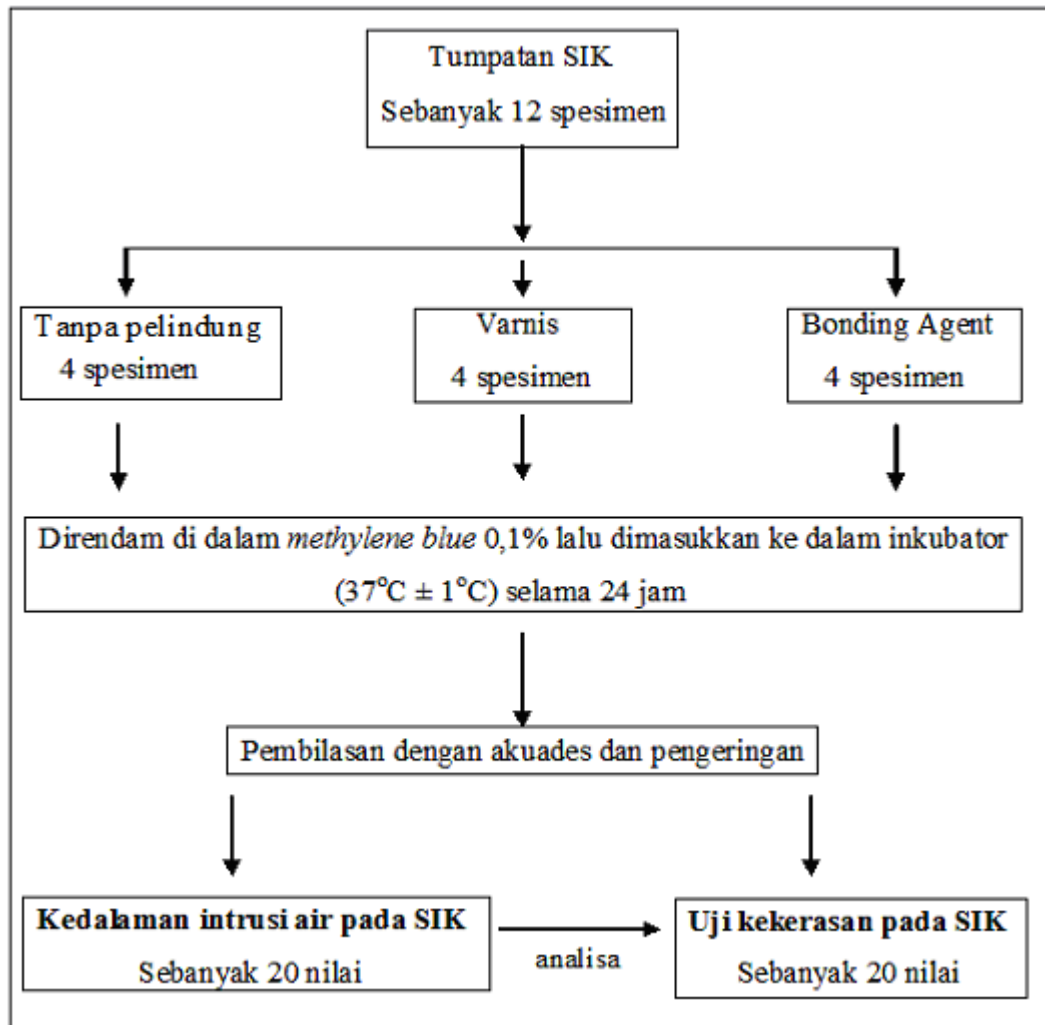 Tumpatan SIK
Sebanyak 12 spesimen
Tanpa pelindung
4 spesimen
Varnis
4 spesimen
Bonding Agent
4 spesimen
Direndam di dalam methylene blue 0,1% lalu dimasukkan ke dalam inkubator
(37°C ± 1°C) selama 24 jam
Pembilasan dengan akuades dan pengeringan
Kedalaman intrusi air pada SIK
Sebanyak 20 nilai
analisa
Uji kekerasan pada SIK
Sebanyak 20 nilai